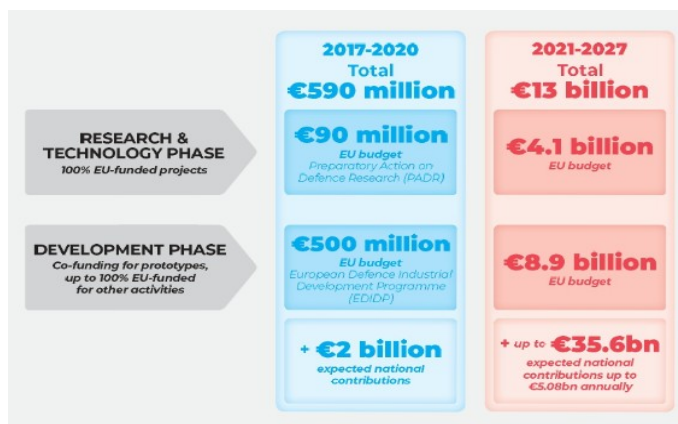 2017-2020
Total
€590 million
2021-2027
Total
€13 billion
RESEARCH &
TECHNOLOGY PHASE
100% EU-funded projects
€90 million
EU budget
Preparatory Action on
Defence Research (PADR)
€4.1 billion
EU budget
DEVELOPMENT PHASE
Co-funding for prototypes,
up to 100% EU-funded
for other activities
€500 million
EU budget
European Defence Industrial
Development Programme
(EDIDP)
€8.9 billion
EU budget
+ €2 billion
expected national
contributions
+ up to €35.6bn
expected national
contributions up to
€5.08bn annually